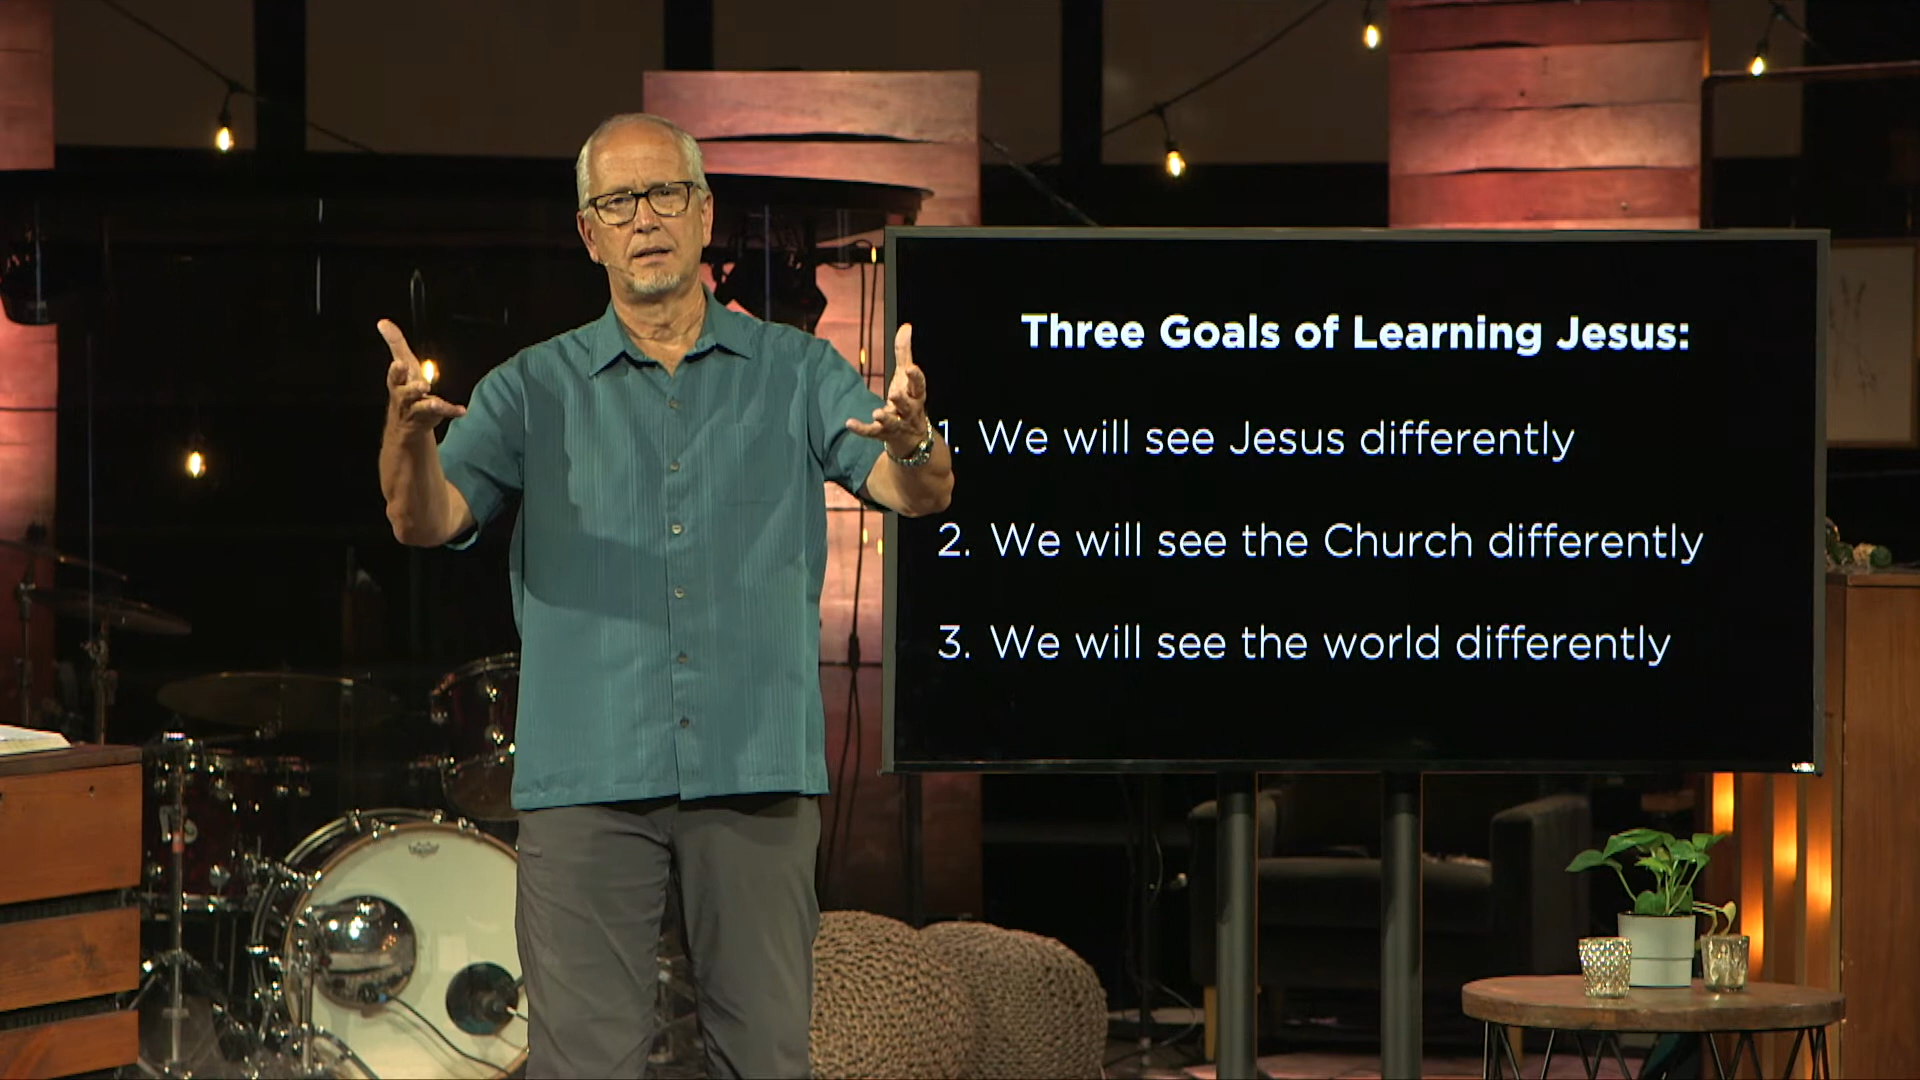 Three Goals of Learning Jesus:
1. We will see Jesus differently
2. We will see the Church differently
3. We will see the world differently